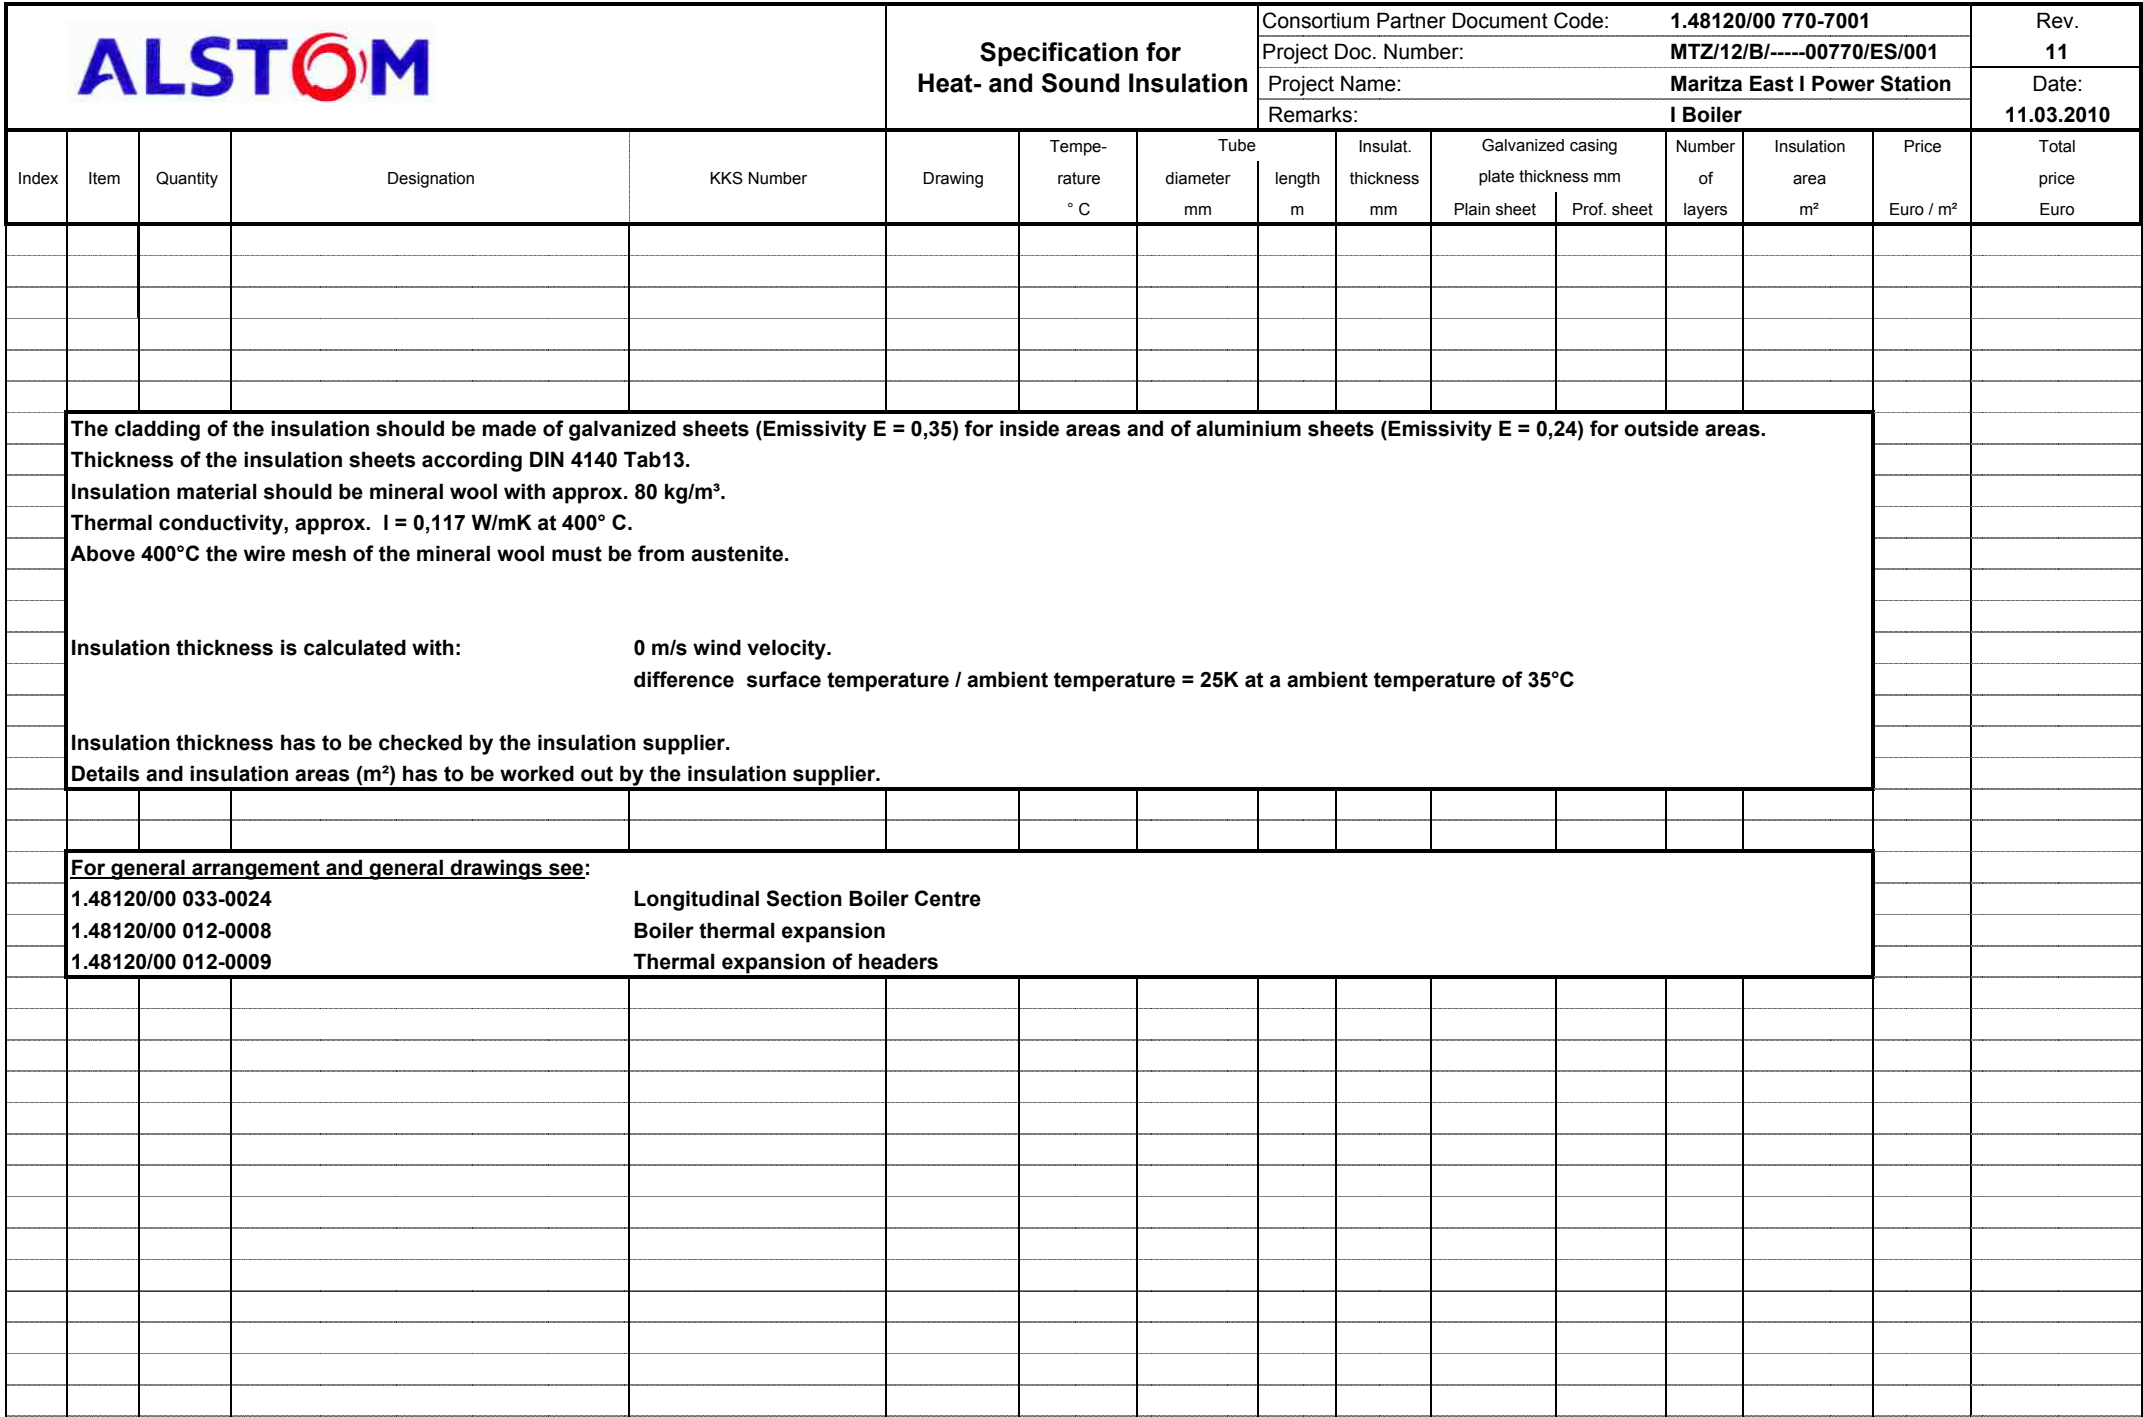 ALSTOM
Specification for
Heat- and Sound Insulation
Consortium Partner Document Code: 1.48120/00 770-7001
Project Doc. Number: MTZ/12/B/-----00770/ES/001
Project Name: Maritza East I Power Station
Remarks: I Boiler
Rev.
11
Date:
11.03.2010
Index
Item
Quantity
Designation
KKS Number
Drawing
Tempe-
rature
° C
Tube
diameter
mm
length
m
Insulat.
thickness
mm
Galvanized casing
plate thickness mm
Plain sheet
Prof. sheet
Number
of
layers
Insulation
area
m²
Price
Euro / m²
Total
price
Euro
The cladding of the insulation should be made of galvanized sheets (Emissivity E = 0,35) for inside areas and of aluminium sheets (Emissivity E = 0,24) for outside areas.
Thickness of the insulation sheets according DIN 4140 Tab13.
Insulation material should be mineral wool with approx. 80 kg/m³.
Thermal conductivity, approx. l = 0,117 W/mK at 400° C.
Above 400°C the wire mesh of the mineral wool must be from austenite.
Insulation thickness is calculated with: 0 m/s wind velocity.
difference surface temperature / ambient temperature = 25K at a ambient temperature of 35°C
Insulation thickness has to be checked by the insulation supplier.
Details and insulation areas (m²) has to be worked out by the insulation supplier.
For general arrangement and general drawings see:
1.48120/00 033-0024 Longitudinal Section Boiler Centre
1.48120/00 012-0008 Boiler thermal expansion
1.48120/00 012-0009 Thermal expansion of headers